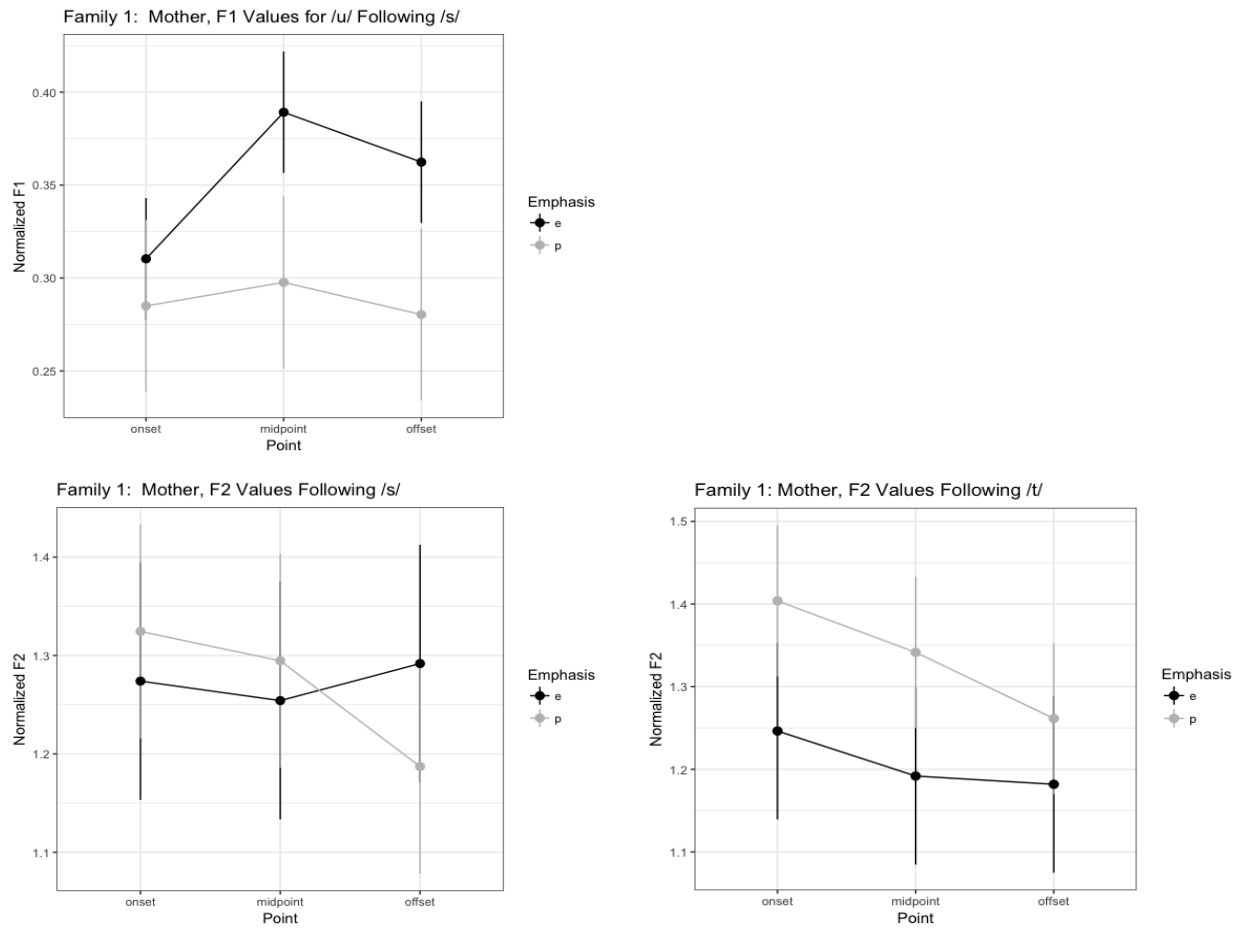 Family 1:  Mother, F1 Values for /u/ Following /s/
0.40
0.35
0.30
0.25
Normalized F1
onset
midpoint
offset
Point
Emphasis
e
p
Family 1:  Mother, F2 Values Following /s/
1.4
1.3
1.2
1.1
Normalized F2
onset
midpoint
offset
Point
Emphasis
e
p
Family 1: Mother, F2 Values Following /t/
1.5
1.4
1.3
1.2
1.1
Normalized F2
onset
midpoint
offset
Point
Emphasis
e
p